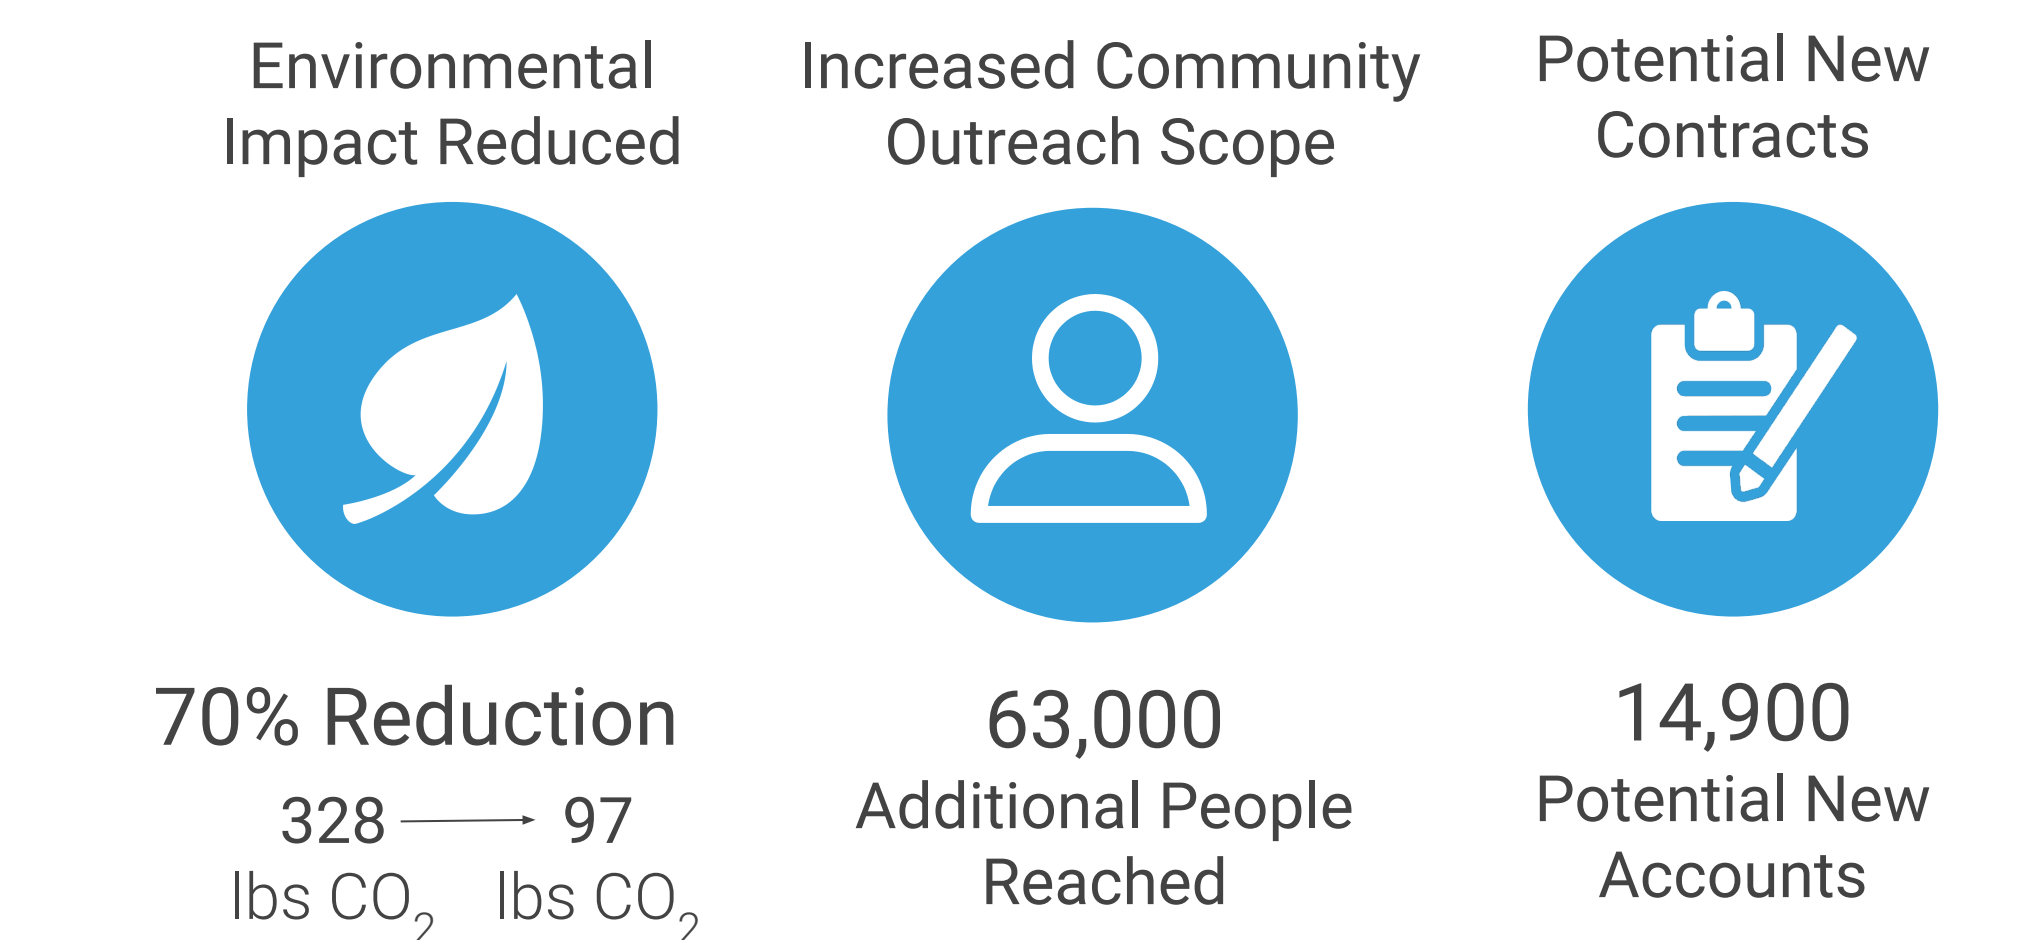 Environmental
Impact Reduced
70% Reduction
328 → 97
lbs CO₂ lbs CO₂
Increased Community
Outreach Scope
63,000
Additional People
Reached
Potential New
Contracts
14,900
Potential New
Accounts